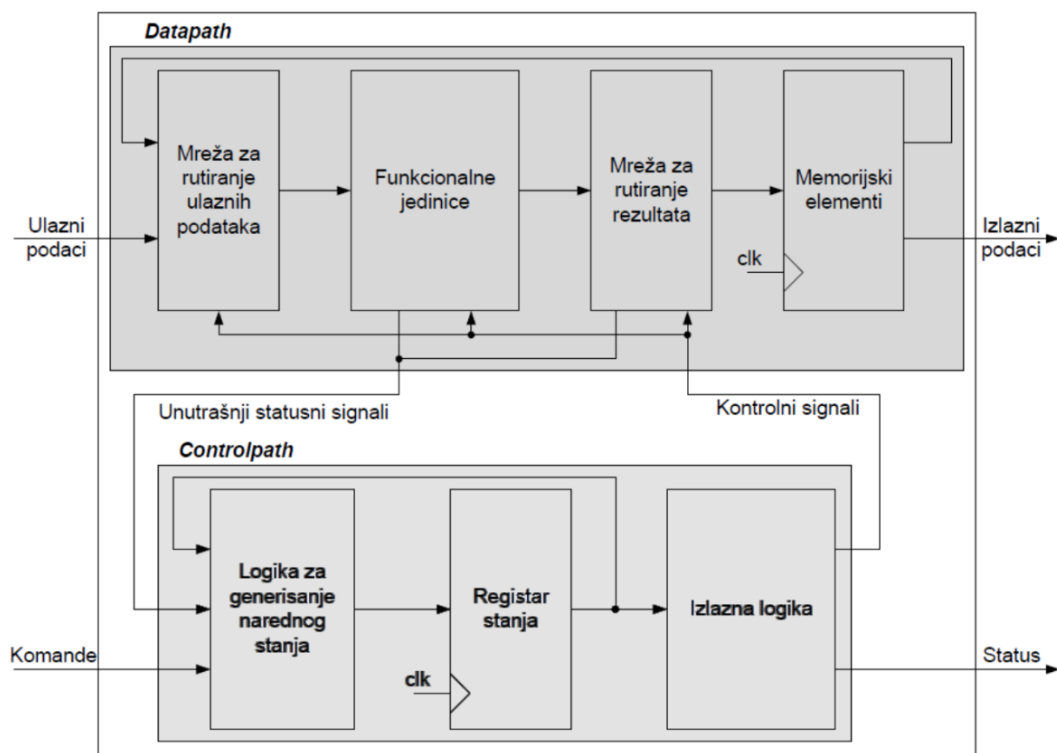 Datapath
Mreža za
rutiranje
ulaznih
podataka
Funkcionalne
jedinice
Mreža za
rutiranje
rezultata
Memorijski
elementi
Ulazni
podaci
Izlazni
podaci
clk
Unutrašnji statusni signali
Kontrolni signali
Controlpath
Logika za
generisanje
narednog
stanja
Registar
stanja
Izlazna logika
Komande
Status
clk